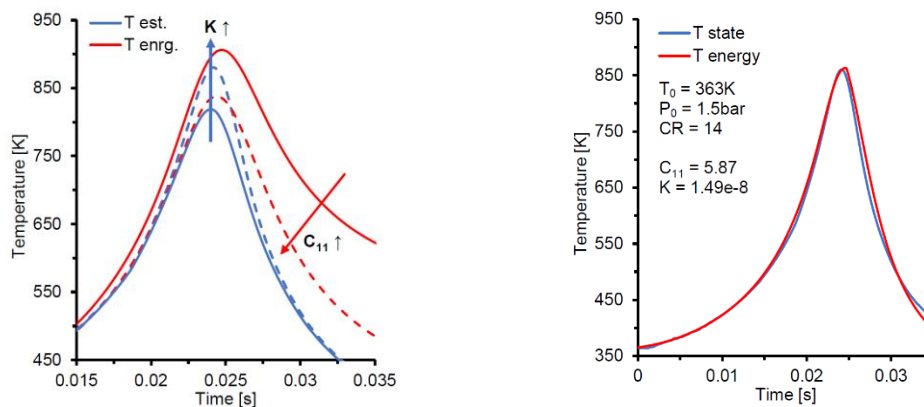 950
850
750
650
550
450
Temperature [K]
T est.
T enrg.
K ↑
C₁₁ ↑
0.015 0.02 0.025 0.03 0.035
Time [s]
950
850
750
650
550
450
350
Temperature [K]
T state
T energy
T₀ = 363K
P₀ = 1.5bar
CR = 14
C₁₁ = 5.87
K = 1.49e-8
0 0.01 0.02 0.03
Time [s]